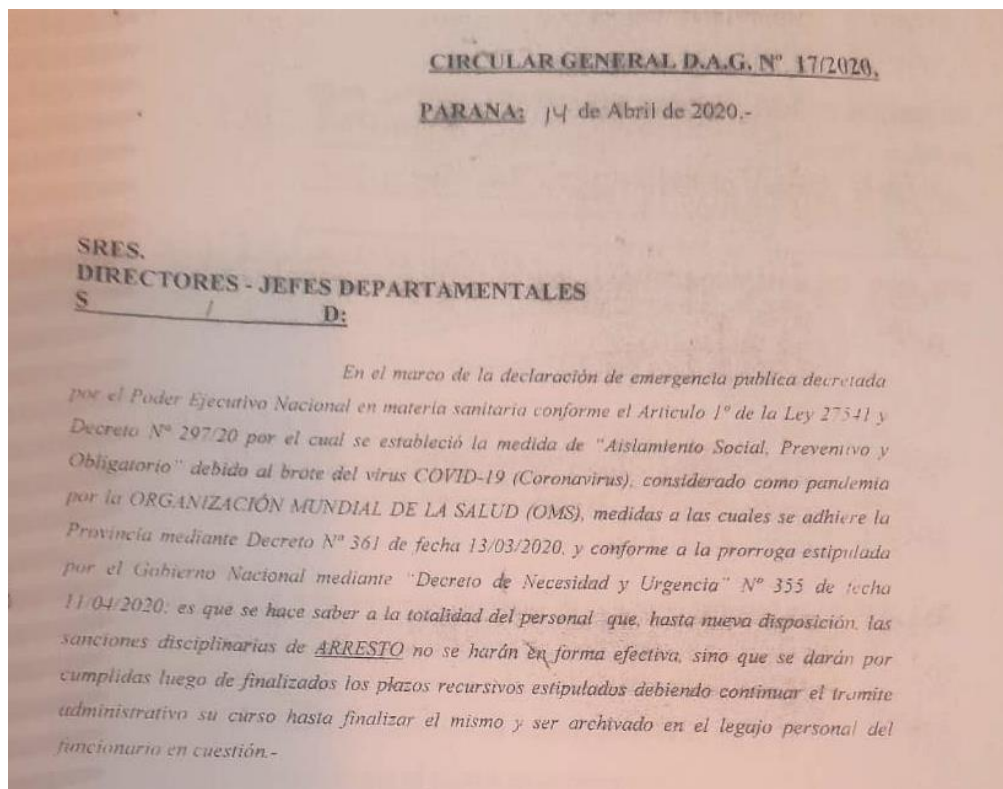 CIRCULAR GENERAL D.A.G. Nº 17/2020.
PARANA: 14 de Abril de 2020.-
SRES.
DIRECTORES - JEFES DEPARTAMENTALES
S / D:
En el marco de la declaración de emergencia publica decretada
por el Poder Ejecutivo Nacional en materia sanitaria conforme el Articulo 1º de la Ley 27541 y
Decreto Nº 297/20 por el cual se estableció la medida de "Aislamiento Social, Preventivo y
Obligatorio" debido al brote del virus COVID-19 (Coronavirus), considerado como pandemia
por la ORGANIZACIÓN MUNDIAL DE LA SALUD (OMS), medidas a las cuales se adhiere la
Provincia mediante Decreto Nº 361 de fecha 13/03/2020, y conforme a la prorroga estipulada
por el Gobierno Nacional mediante "Decreto de Necesidad y Urgencia" Nº 355 de fecha
11/04/2020; es que se hace saber a la totalidad del personal que, hasta nueva disposición, las
sanciones disciplinarias de ARRESTO no se harán en forma efectiva, sino que se darán por
cumplidas luego de finalizados los plazos recursivos estipulados debiendo continuar el tramite
administrativo su curso hasta finalizar el mismo y ser archivado en el legajo personal del
funcionario en cuestión.-